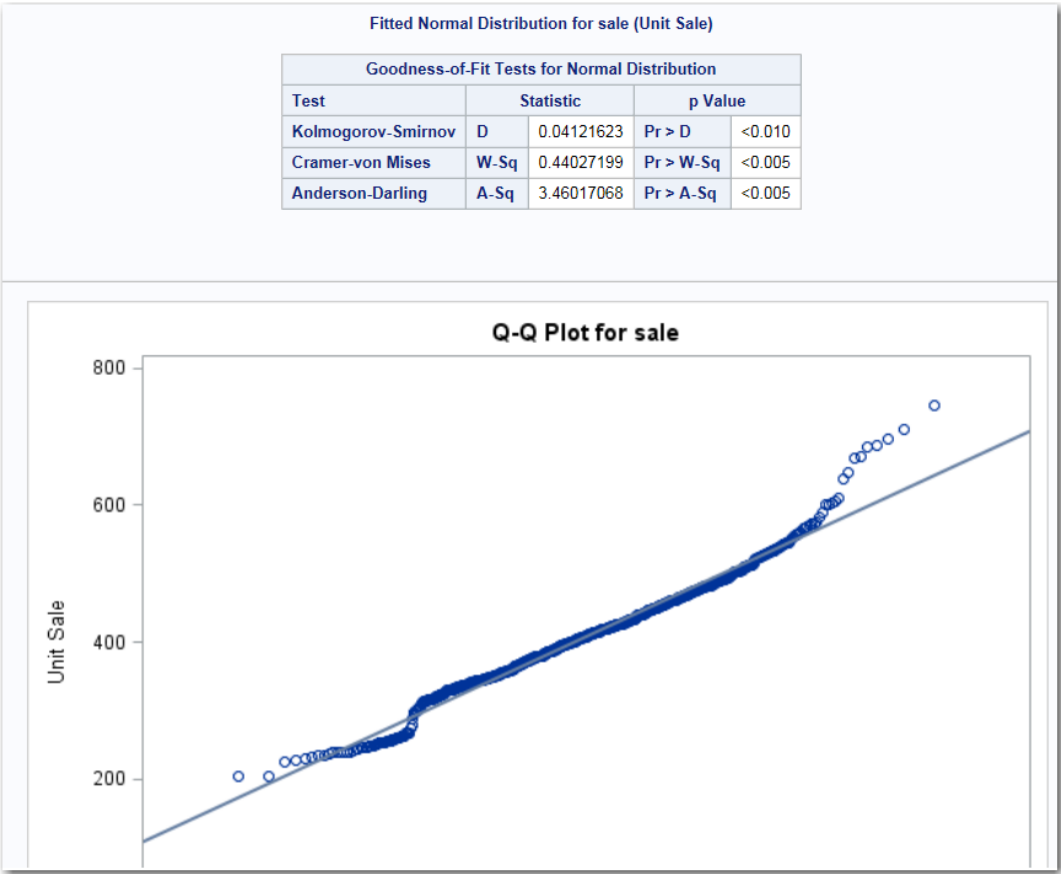 Fitted Normal Distribution for sale (Unit Sale)
Goodness-of-Fit Tests for Normal Distribution
Test Statistic p Value
Kolmogorov-Smirnov D 0.04121623 Pr > D <0.010
Cramer-von Mises W-Sq 0.44027199 Pr > W-Sq <0.005
Anderson-Darling A-Sq 3.46017068 Pr > A-Sq <0.005
Q-Q Plot for sale
800
600
400
200
Unit Sale